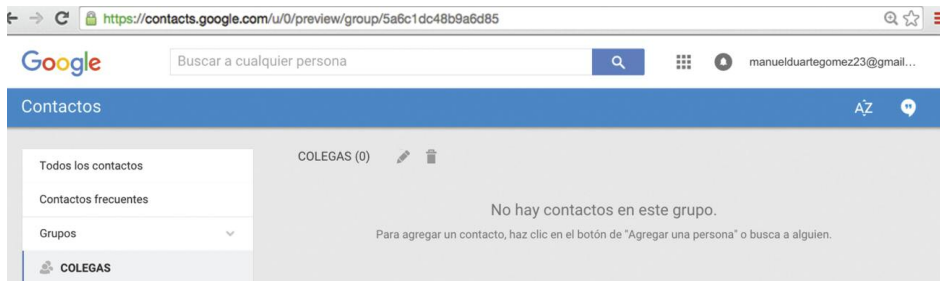 https://contacts.google.com/u/0/preview/group/5a6c1dc48b9a6d85
Google
Buscar a cualquier persona
manuelduartegomez23@gmail...
Contactos
AZ
Todos los contactos
Contactos frecuentes
Grupos
COLEGAS
COLEGAS (0)
No hay contactos en este grupo.
Para agregar un contacto, haz clic en el botón de "Agregar una persona" o busca a alguien.